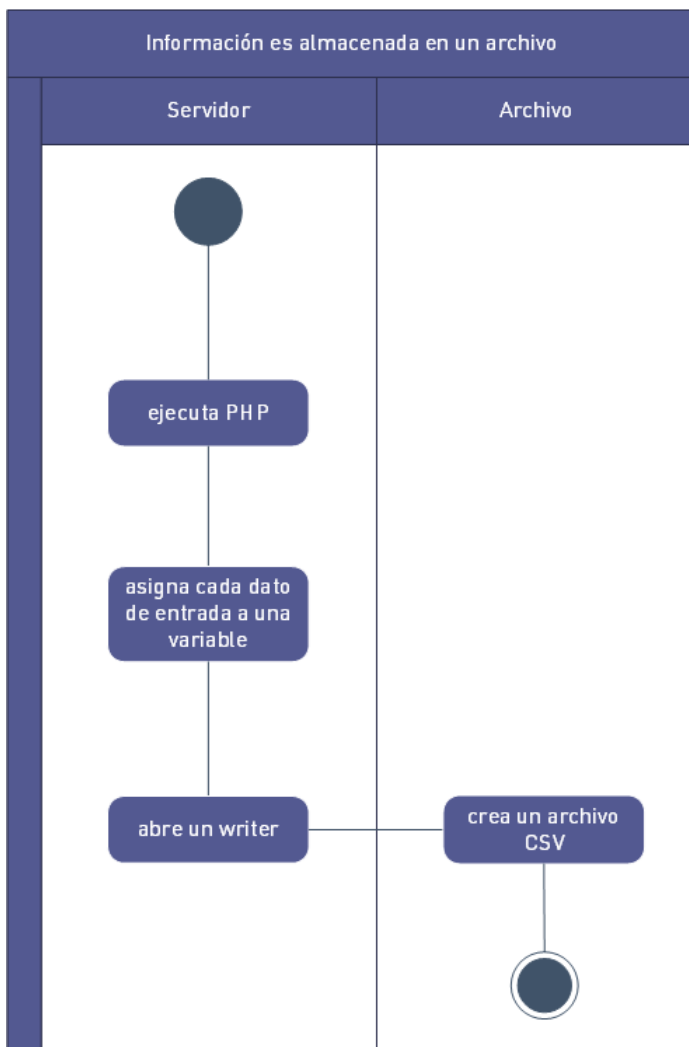 Información es almacenada en un archivo
Servidor
Archivo
ejecuta PHP
asigna cada dato
de entrada a una
variable
abre un writer
crea un archivo
CSV